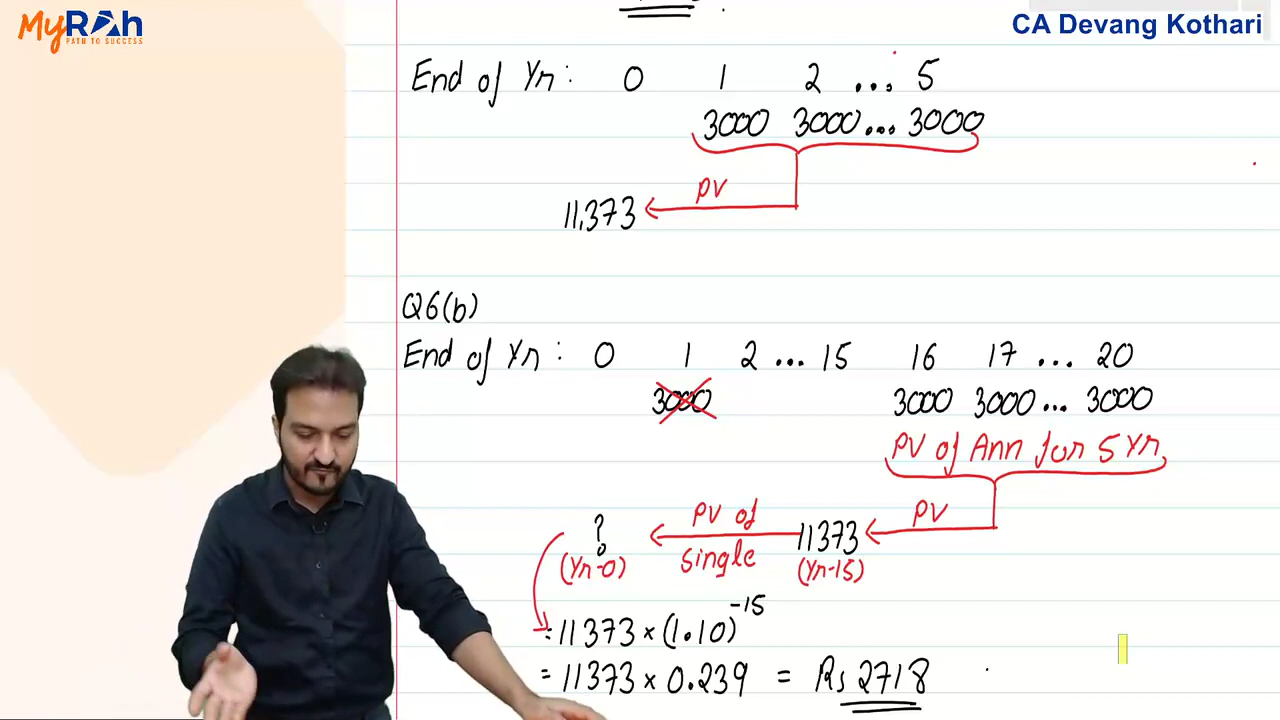 MyRAh
PATH TO SUCCESS
CA Devang Kothari
End of Yr: 0 1 2 ... 5
3000 3000 ... 3000
PV
11,373
Q6(b)
End of Yr: 0 1 2 ... 15 16 17 ... 20
3000 3000 3000 ... 3000
PV of Ann for 5 Yr
PV
? PV of 11373
(Yr-0) single (Yr-15)
= 11373 × (1.10)^-15
= 11373 × 0.239 = Rs 2718